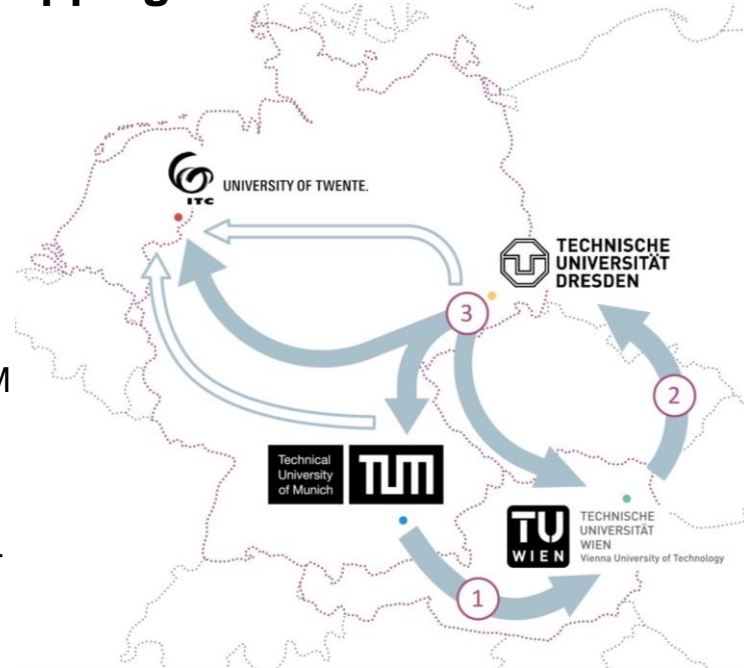 pping
ITC
UNIVERSITY OF TWENTE.
TECHNISCHE
UNIVERSITÄT
DRESDEN
3
M
2
Technical
University
of Munich
TUM
TU
WIEN
TECHNISCHE
UNIVERSITÄT
WIEN
Vienna University of Technology
1